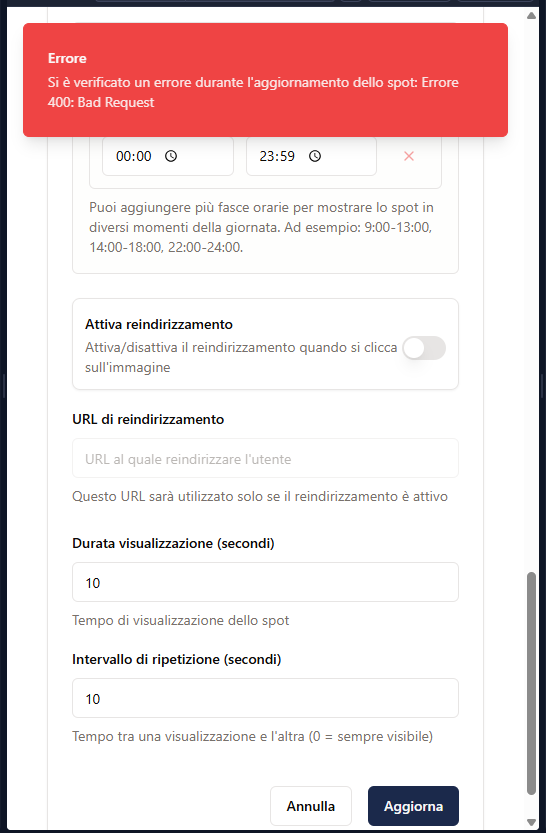 Errore
Si è verificato un errore durante l'aggiornamento dello spot: Errore
400: Bad Request
00:00
23:59
Puoi aggiungere più fasce orarie per mostrare lo spot in
diversi momenti della giornata. Ad esempio: 9:00-13:00,
14:00-18:00, 22:00-24:00.
Attiva reindirizzamento
Attiva/disattiva il reindirizzamento quando si clicca
sull'immagine
URL di reindirizzamento
URL al quale reindirizzare l'utente
Questo URL sarà utilizzato solo se il reindirizzamento è attivo
Durata visualizzazione (secondi)
10
Tempo di visualizzazione dello spot
Intervallo di ripetizione (secondi)
10
Tempo tra una visualizzazione e l'altra (0 = sempre visibile)
Annulla
Aggiorna